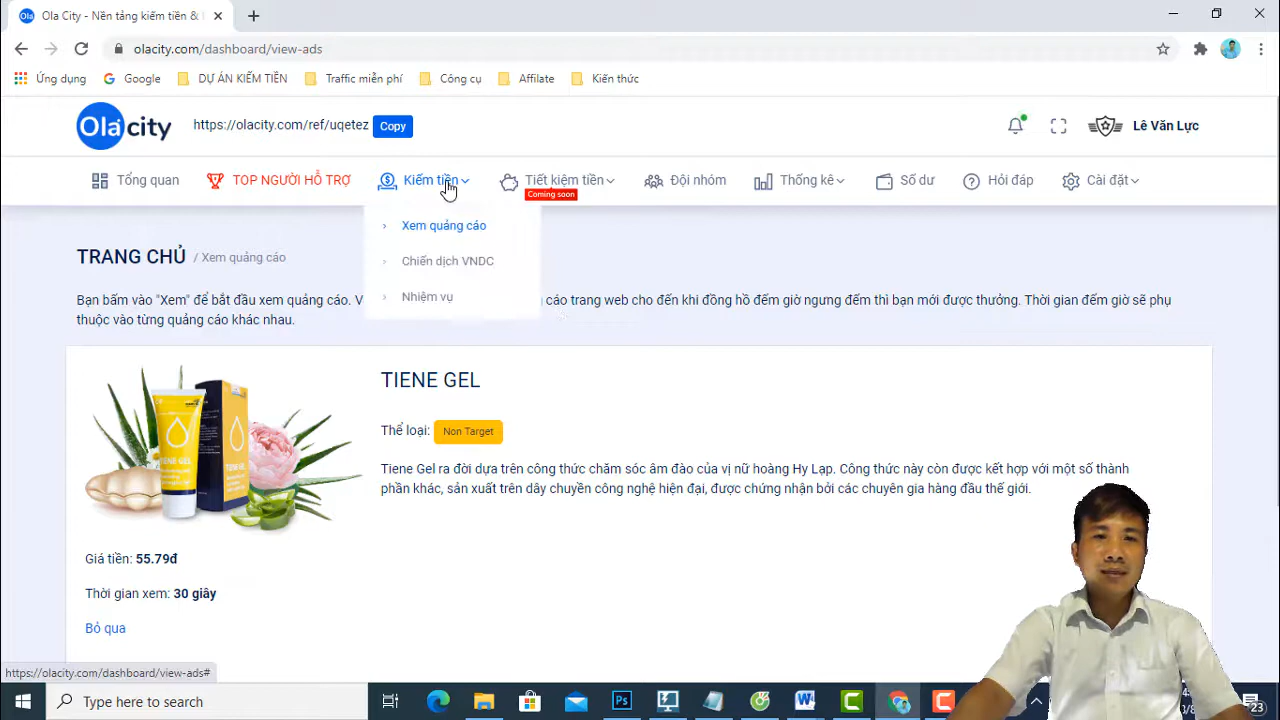 Ola City - Nền tảng kiếm tiền &
olacity.com/dashboard/view-ads
Ứng dụng Google DỰ ÁN KIẾM TIỀN Traffic miễn phí Công cụ Affilate Kiến thức
Olacity https://olacity.com/ref/uqetez Copy Lê Văn Lực
Tổng quan TOP NGƯỜI HỖ TRỢ Kiếm tiền Tiết kiệm tiền Đội nhóm Thống kê Số dư Hỏi đáp Cài đặt
Coming soon
Xem quảng cáo
Chiến dịch VNDC
Nhiệm vụ
TRANG CHỦ / Xem quảng cáo
Bạn bấm vào "Xem" để bắt đầu xem quảng cáo. V cáo trang web cho đến khi đồng hồ đếm giờ ngưng đếm thì bạn mới được thưởng. Thời gian đếm giờ sẽ phụ
thuộc vào từng quảng cáo khác nhau.
TIENE GEL
Thể loại: Non Target
Tiene Gel ra đời dựa trên công thức chăm sóc âm đào của vị nữ hoàng Hy Lạp. Công thức này còn được kết hợp với một số thành
phần khác, sản xuất trên dây chuyền công nghệ hiện đại, được chứng nhận bởi các chuyên gia hàng đầu thế giới.
TIENE GEL
Giá tiền: 55.79đ
Thời gian xem: 30 giây
Bỏ qua
https://olacity.com/dashboard/view-ads#
Type here to search
23